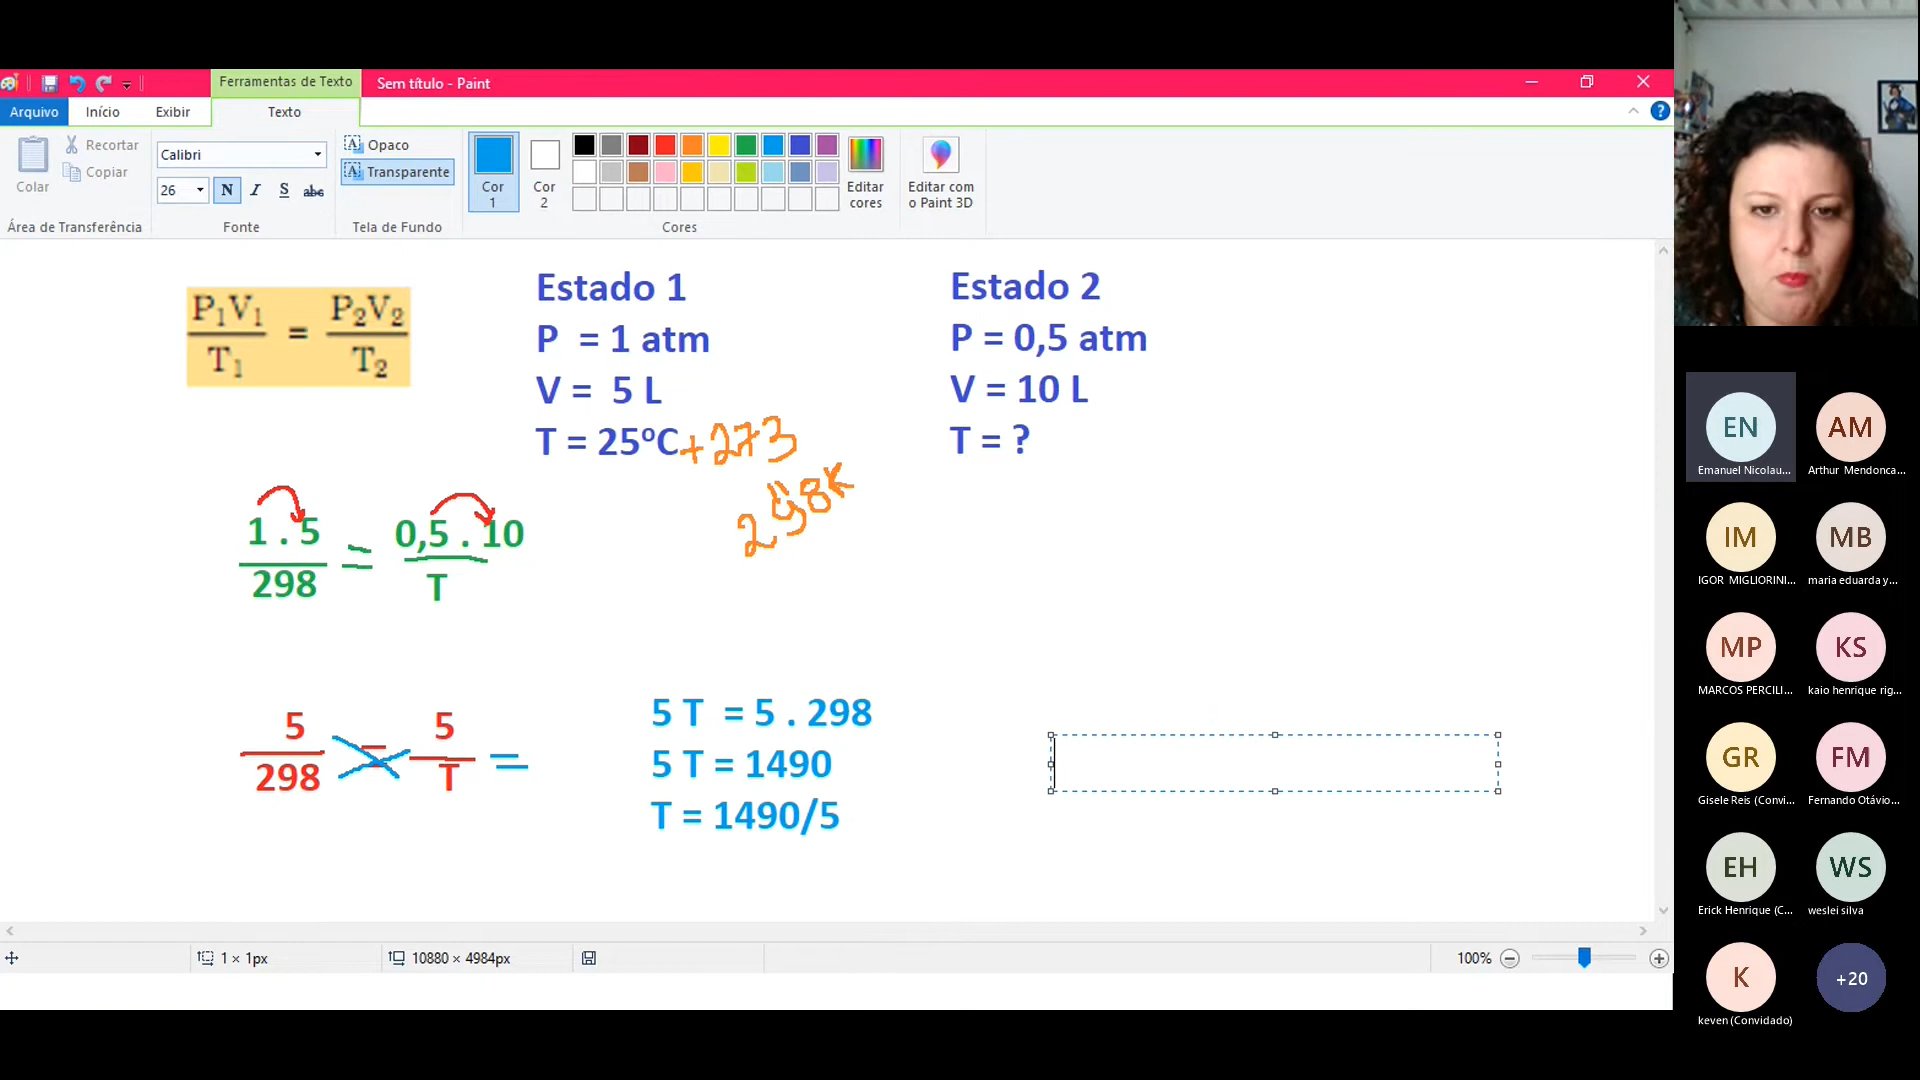 Ferramentas de Texto
Sem título - Paint
Arquivo
Início
Exibir
Texto
Colar
Recortar
Copiar
Área de Transferência
Calibri
26
N I S abc
Fonte
Opaco
Transparente
Tela de Fundo
Cor 1
Cor 2
Cores
Editar cores
Editar com o Paint 3D
P₁V₁ = P₂V₂
T₁ T₂
Estado 1
P = 1 atm
V = 5 L
T = 25ºC +273
298K
Estado 2
P = 0,5 atm
V = 10 L
T = ?
1 . 5 = 0,5 . 10
298 T
5 = 5 =
298 T
5 T = 5 . 298
5 T = 1490
T = 1490/5
1 × 1px
10880 × 4984px
100%
EN
Emanuel Nicolau...
AM
Arthur Mendonca...
IM
IGOR MIGLIORINI...
MB
maria eduarda y...
MP
MARCOS PERCILI...
KS
kaio henrique rig...
GR
Gisele Reis (Convi...
FM
Fernando Otávio...
EH
Erick Henrique (C...
WS
weslei silva
K
keven (Convidado)
+20